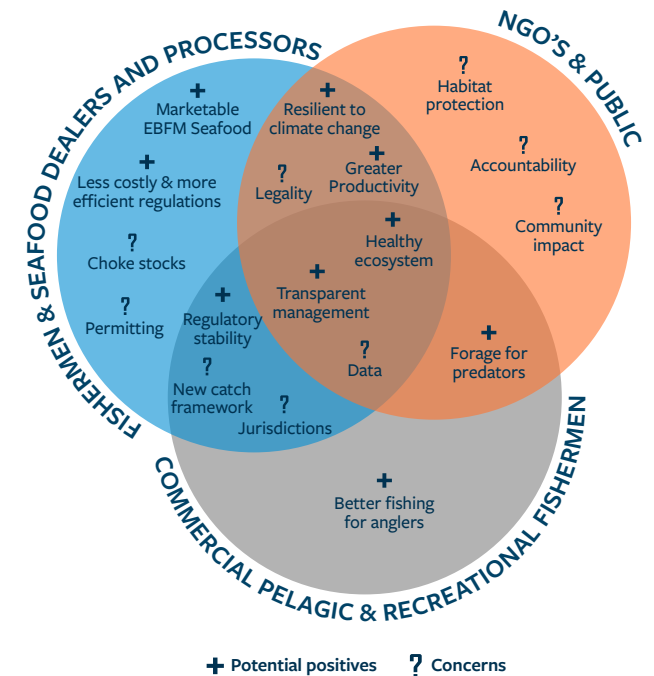 FISHERMEN & SEAFOOD DEALERS AND PROCESSORS
NGO'S & PUBLIC
COMMERCIAL PELAGIC & RECREATIONAL FISHERMEN
+
Marketable
EBFM Seafood
+
Less costly & more
efficient regulations
?
Choke stocks
?
Permitting
+
Resilient to
climate change
?
Legality
+
Greater
Productivity
?
Habitat
protection
?
Accountability
?
Community
impact
+
Healthy
ecosystem
+
Transparent
management
?
Data
+
Regulatory
stability
?
New catch
framework
?
Jurisdictions
+
Forage for
predators
+
Better fishing
for anglers
+ Potential positives
? Concerns